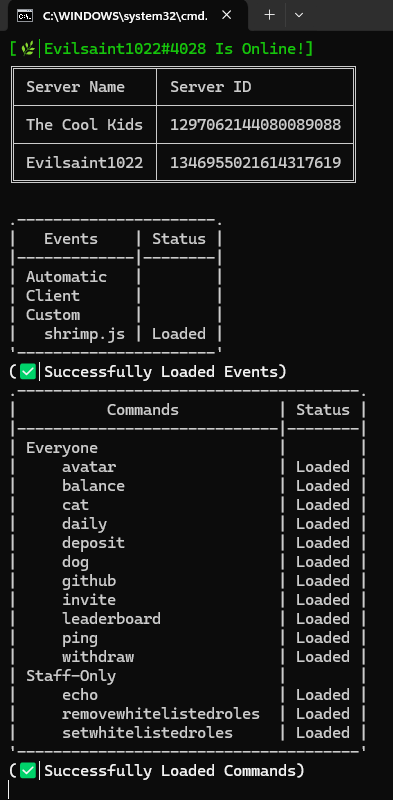 C:\WINDOWS\system32\cmd.
[🌿|Evilsaint1022#4028 Is Online!]
Server Name Server ID
The Cool Kids 1297062144080089088
Evilsaint1022 1346955021614317619
Events | Status
Automatic
Client
Custom
shrimp.js | Loaded
(✅|Successfully Loaded Events)
Commands | Status
Everyone
avatar | Loaded
balance | Loaded
cat | Loaded
daily | Loaded
deposit | Loaded
dog | Loaded
github | Loaded
invite | Loaded
leaderboard | Loaded
ping | Loaded
withdraw | Loaded
Staff-Only
echo | Loaded
removewhitelistedroles | Loaded
setwhitelistedroles | Loaded
(✅|Successfully Loaded Commands)